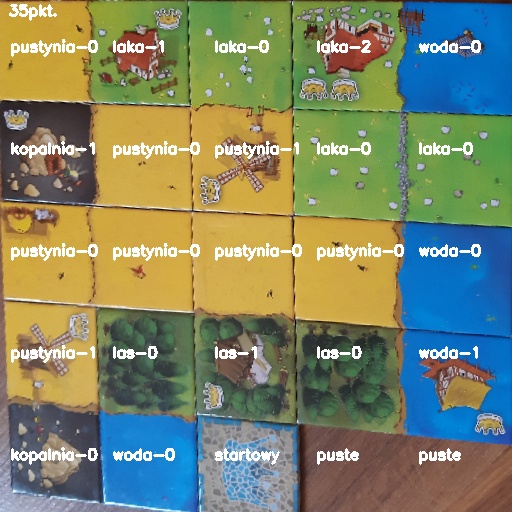 35pkt.
pustynia-0 laka-1 laka-0 laka-2 woda-0
kopalnia-1 pustynia-0 pustynia-1 laka-0 laka-0
pustynia-0 pustynia-0 pustynia-0 pustynia-0 woda-0
pustynia-1 las-0 las-1 las-0 woda-1
kopalnia-0 woda-0 startowy puste puste